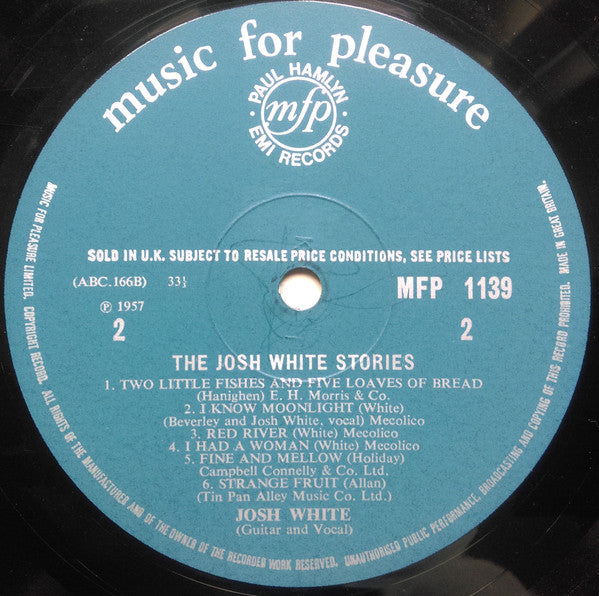 music for pleasure
PAUL HAMLYN
mfp
EMI RECORDS
SOLD IN U.K. SUBJECT TO RESALE PRICE CONDITIONS, SEE PRICE LISTS
(ABC.166B) 33⅓
MFP 1139
℗ 1957
2
2
THE JOSH WHITE STORIES
1. TWO LITTLE FISHES AND FIVE LOAVES OF BREAD
(Hanighen) E. H. Morris & Co.
2. I KNOW MOONLIGHT (White)
(Beverley and Josh White, vocal) Mecolico
3. RED RIVER (White) Mecolico
4. I HAD A WOMAN (White) Mecolico
5. FINE AND MELLOW (Holiday)
Campbell Connelly & Co. Ltd.
6. STRANGE FRUIT (Allan)
(Tin Pan Alley Music Co. Ltd.)
JOSH WHITE
(Guitar and Vocal)
MUSIC FOR PLEASURE LIMITED. COPYRIGHT RECORD. ALL RIGHTS OF THE MANUFACTURER AND OF THE OWNER OF THE RECORDED WORK RESERVED. UNAUTHORISED PUBLIC PERFORMANCE, BROADCASTING AND COPYING OF THIS RECORD PROHIBITED. MADE IN GREAT BRITAIN.